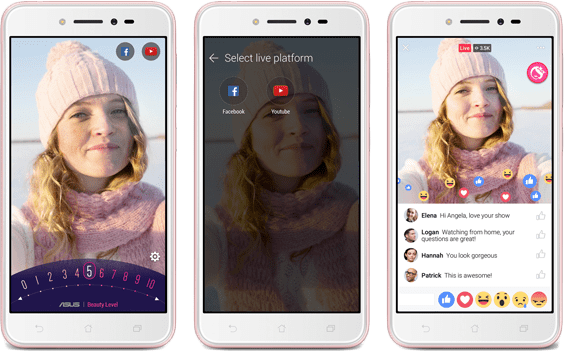 0 1 2 3 4 5 6 7 8 9 10
ASUS | Beauty Level
Select live platform
Facebook
Youtube
Live 3.5K
Elena Hi Angela, love your show
Logan Watching from home, your
questions are great!
Hannah You look gorgeous
Patrick This is awesome!